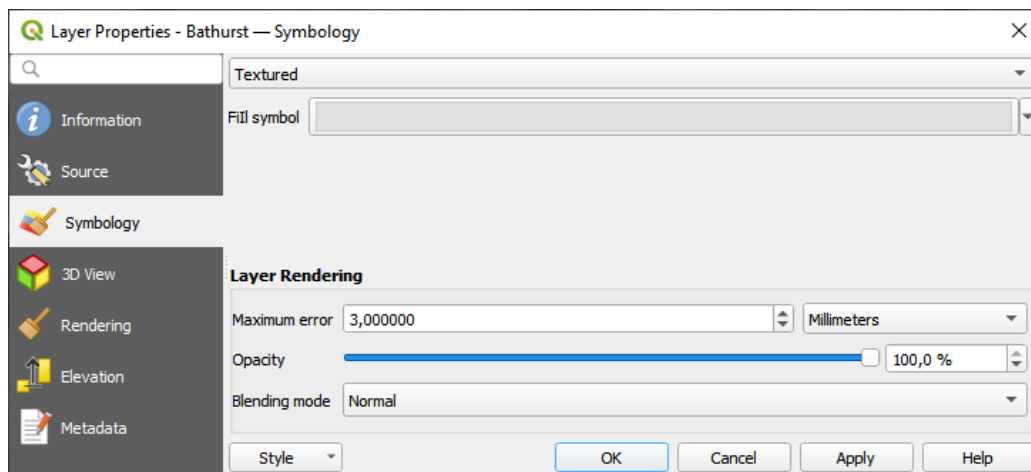 Layer Properties - Bathurst — Symbology
Textured
Information
Fill symbol
Source
Symbology
3D View
Layer Rendering
Rendering
Maximum error 3,000000 Millimeters
Opacity 100,0 %
Elevation
Blending mode Normal
Metadata
Style OK Cancel Apply Help